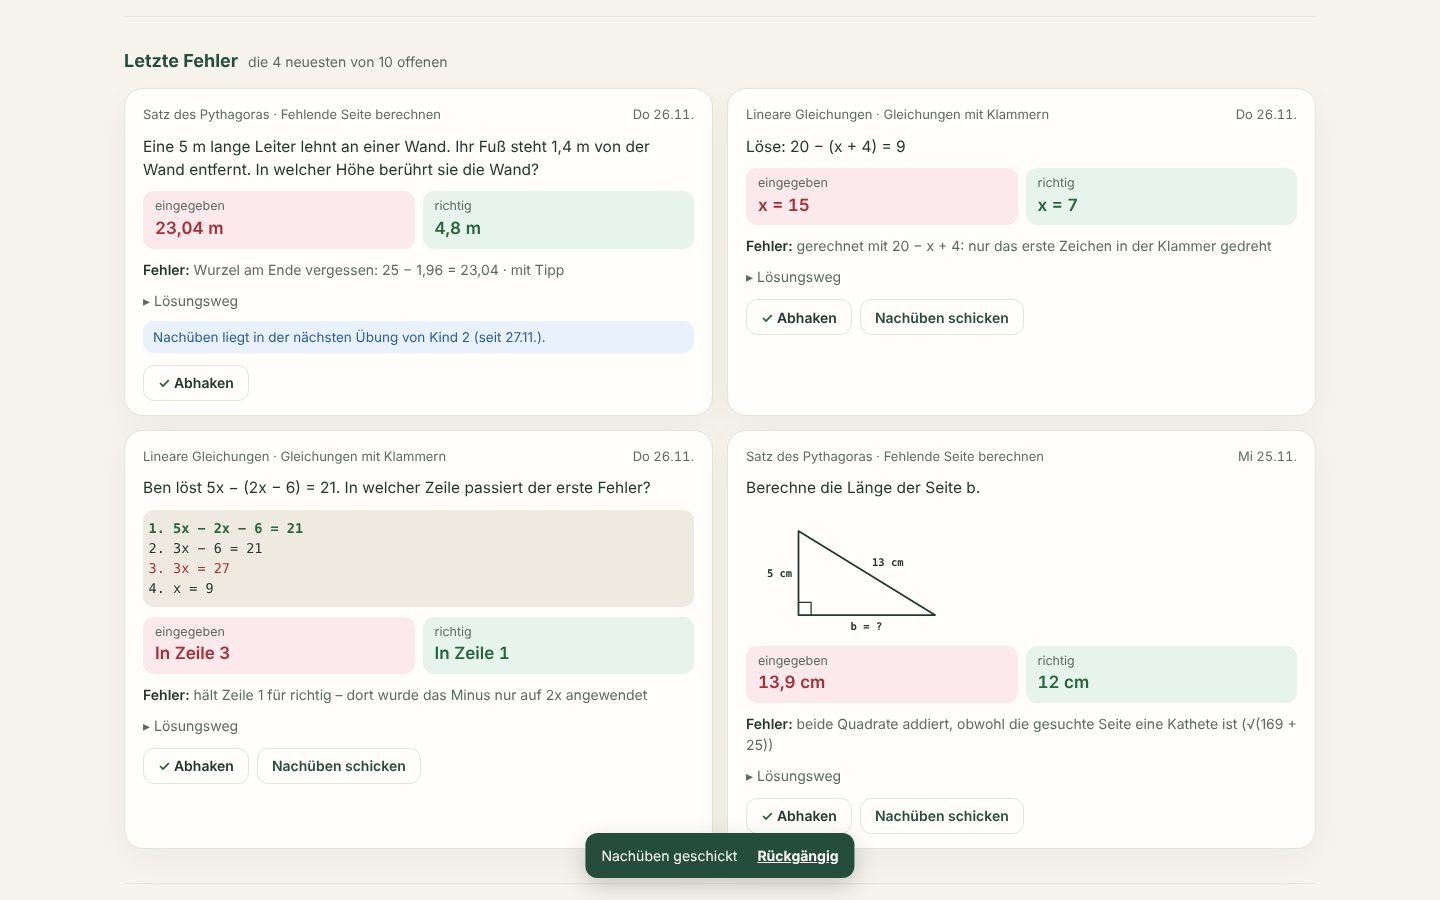 Letzte Fehler die 4 neuesten von 10 offenen
Satz des Pythagoras · Fehlende Seite berechnen Do 26.11.
Eine 5 m lange Leiter lehnt an einer Wand. Ihr Fuß steht 1,4 m von der
Wand entfernt. In welcher Höhe berührt sie die Wand?
eingegeben
23,04 m
richtig
4,8 m
Fehler: Wurzel am Ende vergessen: 25 − 1,96 = 23,04 · mit Tipp
▸ Lösungsweg
Nachüben liegt in der nächsten Übung von Kind 2 (seit 27.11.).
✓ Abhaken
Lineare Gleichungen · Gleichungen mit Klammern Do 26.11.
Löse: 20 − (x + 4) = 9
eingegeben
x = 15
richtig
x = 7
Fehler: gerechnet mit 20 − x + 4: nur das erste Zeichen in der Klammer gedreht
▸ Lösungsweg
✓ Abhaken Nachüben schicken
Lineare Gleichungen · Gleichungen mit Klammern Do 26.11.
Ben löst 5x − (2x − 6) = 21. In welcher Zeile passiert der erste Fehler?
1. 5x − 2x − 6 = 21
2. 3x − 6 = 21
3. 3x = 27
4. x = 9
eingegeben
In Zeile 3
richtig
In Zeile 1
Fehler: hält Zeile 1 für richtig – dort wurde das Minus nur auf 2x angewendet
▸ Lösungsweg
✓ Abhaken Nachüben schicken
Satz des Pythagoras · Fehlende Seite berechnen Mi 25.11.
Berechne die Länge der Seite b.
13 cm
5 cm
b = ?
eingegeben
13,9 cm
richtig
12 cm
Fehler: beide Quadrate addiert, obwohl die gesuchte Seite eine Kathete ist (√(169 +
25))
▸ Lösungsweg
✓ Abhaken Nachüben schicken
Nachüben geschickt Rückgängig